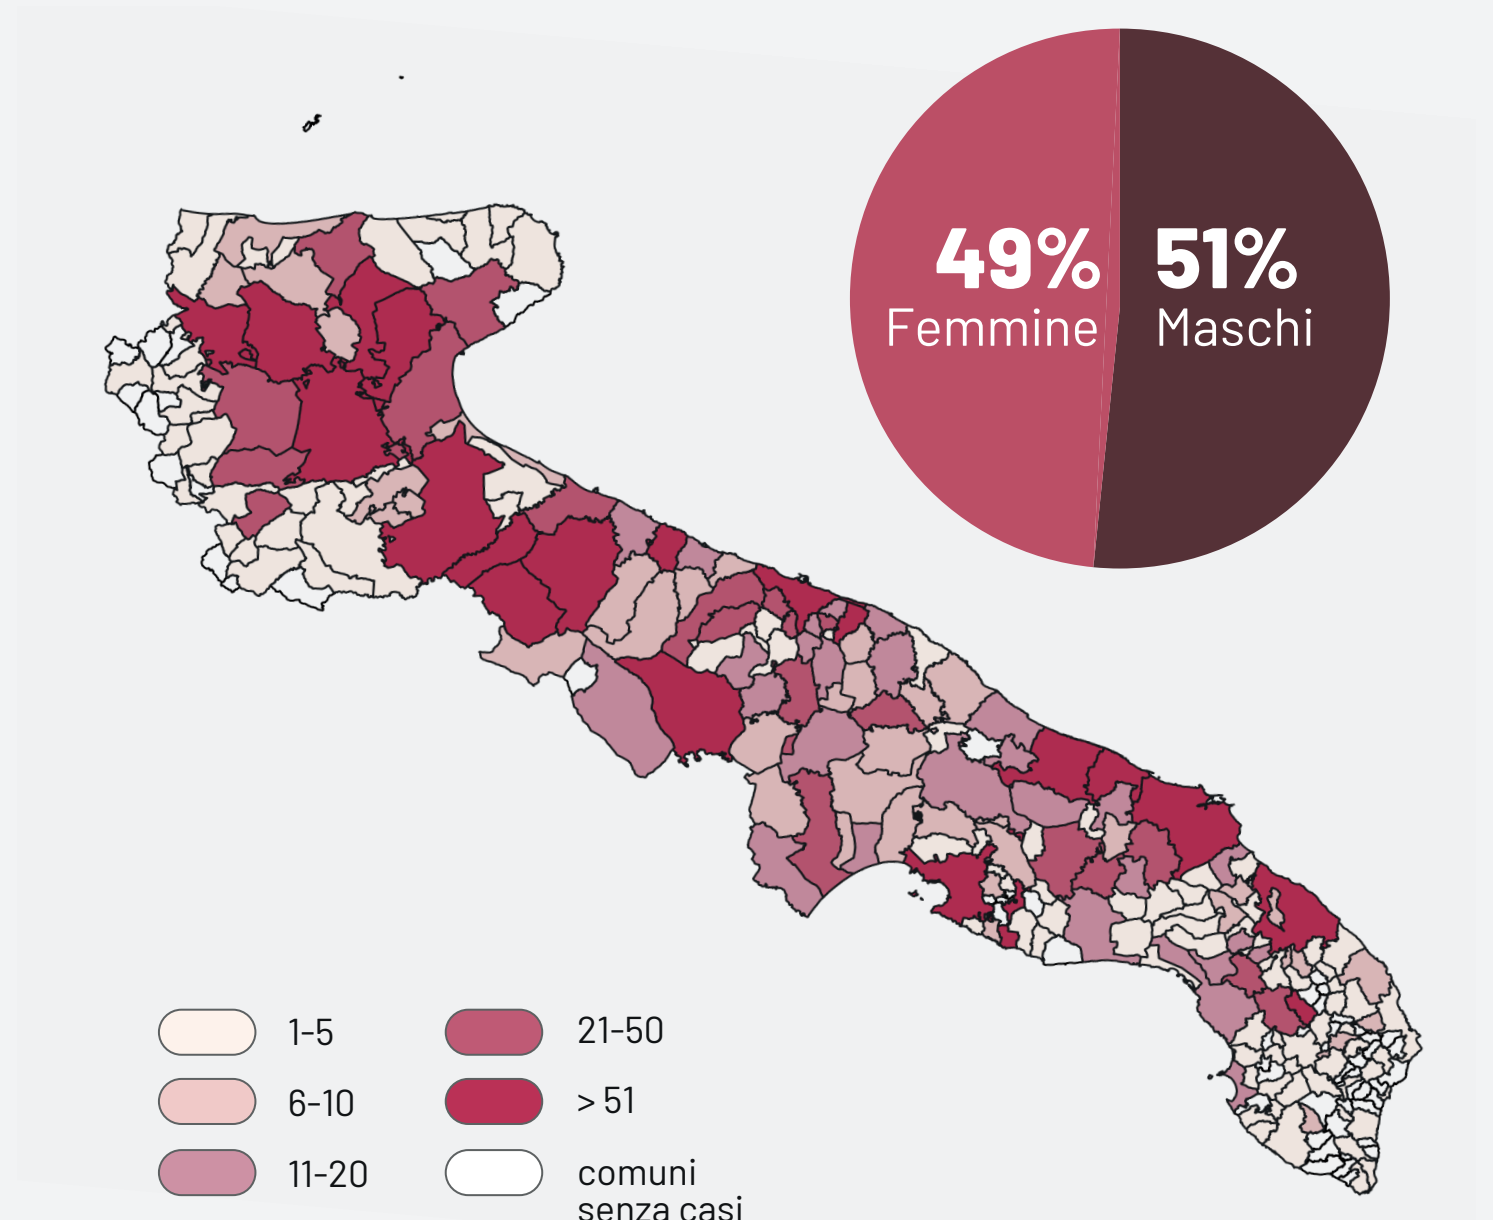 49%
Femmine
51%
Maschi
1-5
6-10
11-20
21-50
> 51
comuni
senza casi